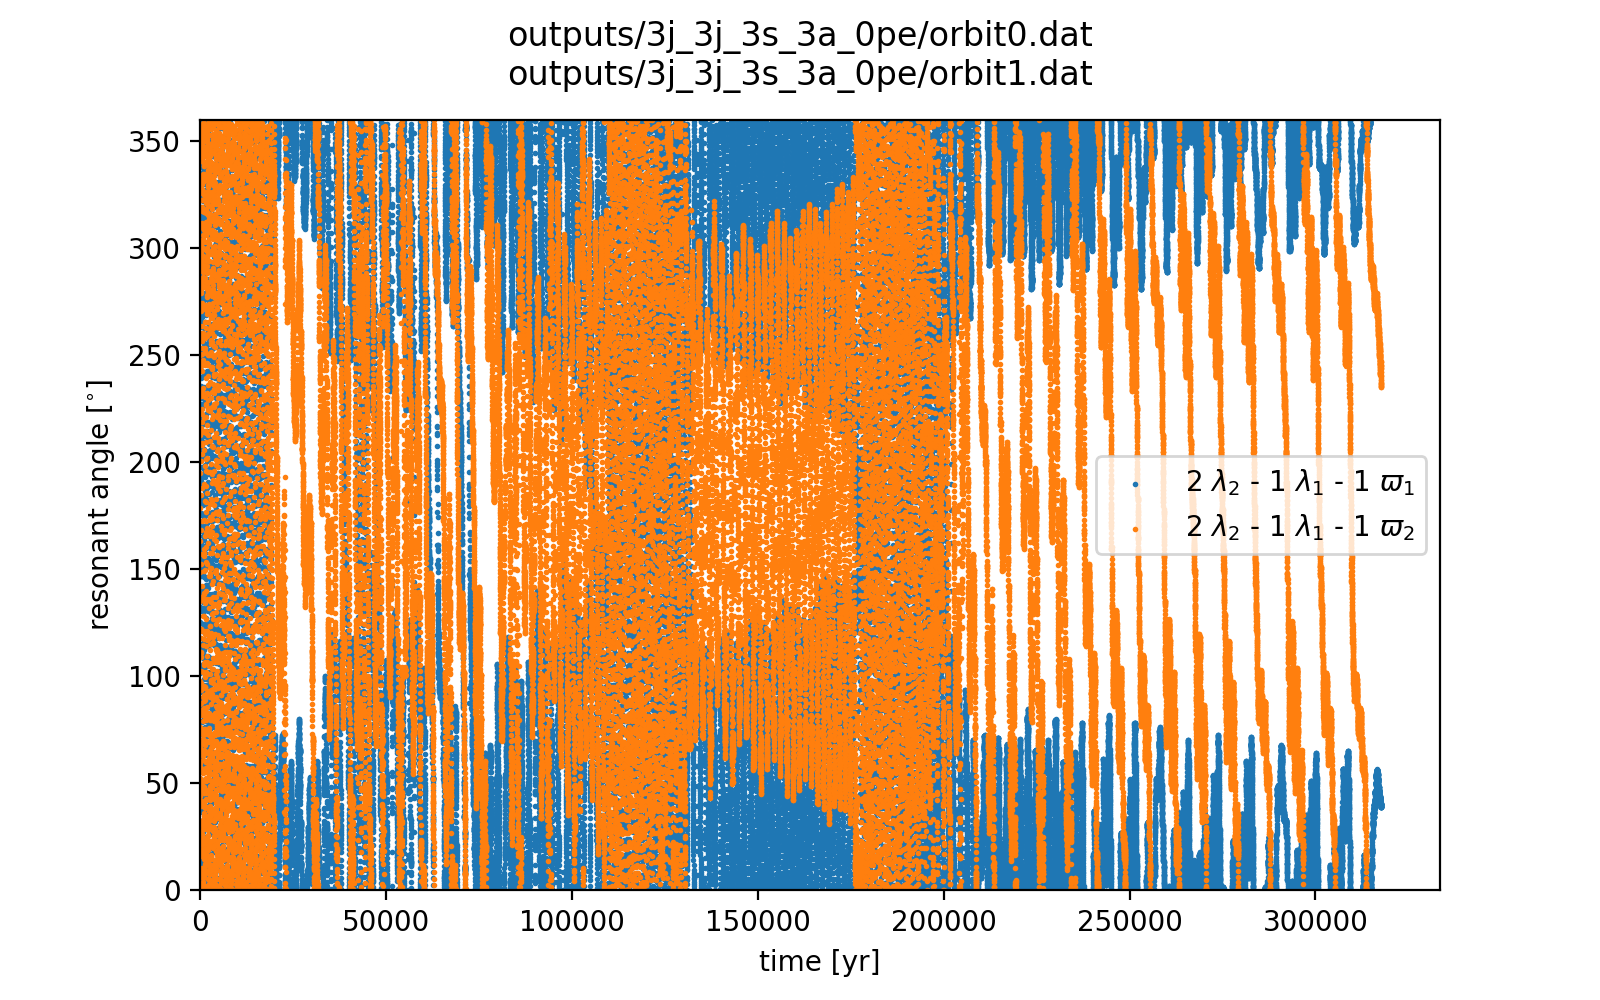 outputs/3j_3j_3s_3a_0pe/orbit0.dat
outputs/3j_3j_3s_3a_0pe/orbit1.dat
350
300
250
200
150
100
50
0
resonant angle [°]
2 λ₂ - 1 λ₁ - 1 ϖ₁
2 λ₂ - 1 λ₁ - 1 ϖ₂
0 50000 100000 150000 200000 250000 300000
time [yr]